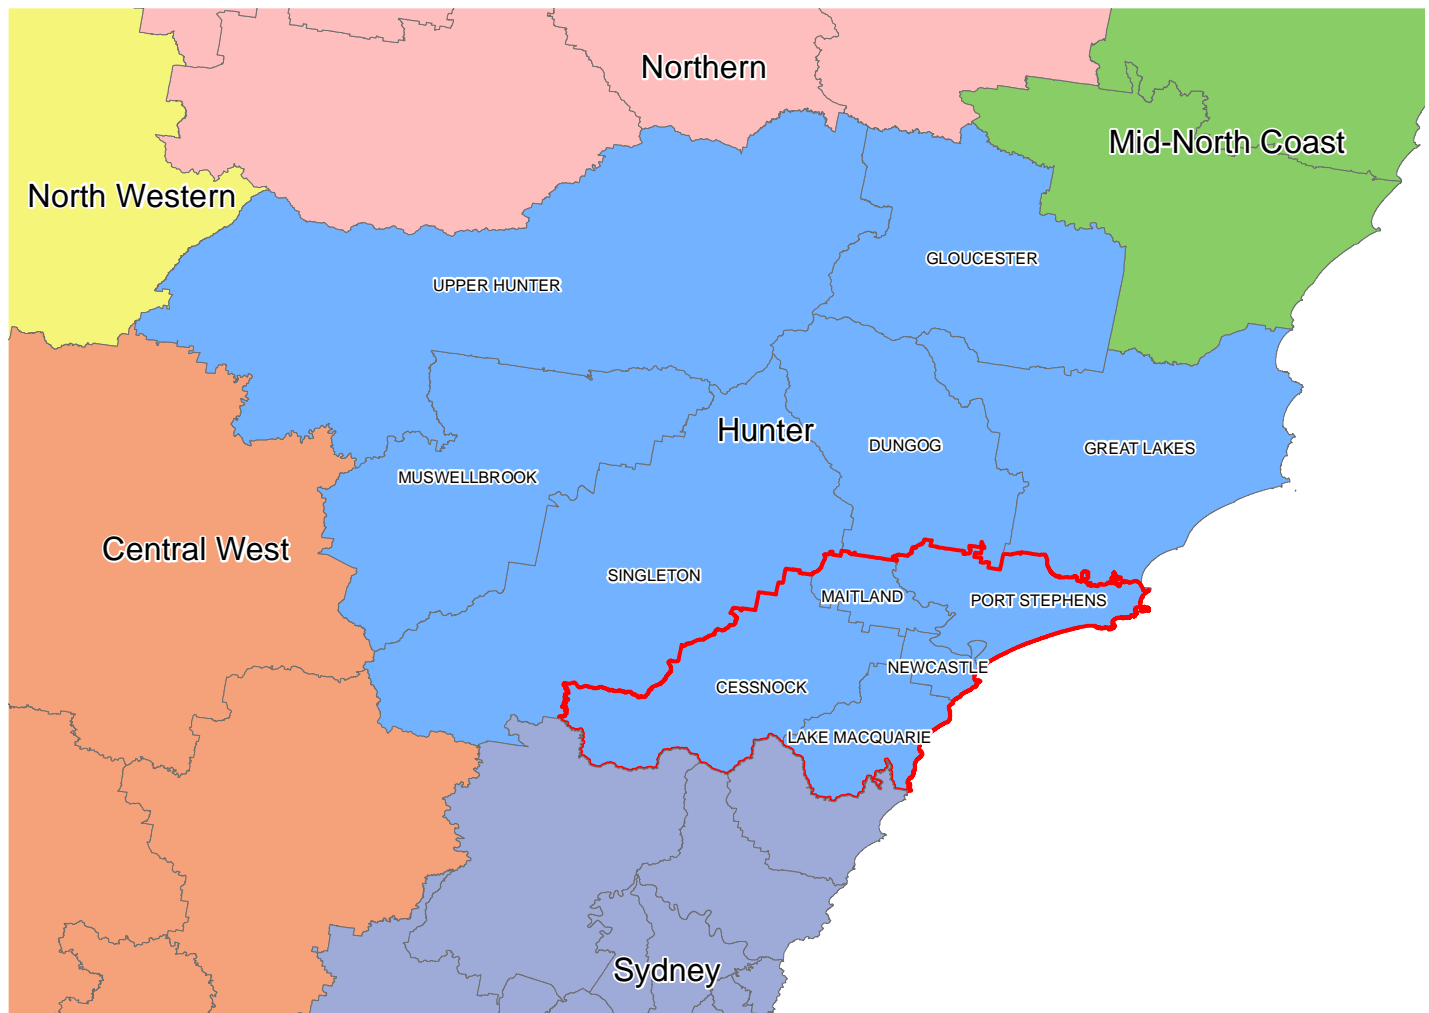 Northern
Mid-North Coast
North Western
GLOUCESTER
UPPER HUNTER
Hunter
DUNGOG
GREAT LAKES
MUSWELLBROOK
Central West
SINGLETON
MAITLAND
PORT STEPHENS
NEWCASTLE
CESSNOCK
LAKE MACQUARIE
Sydney